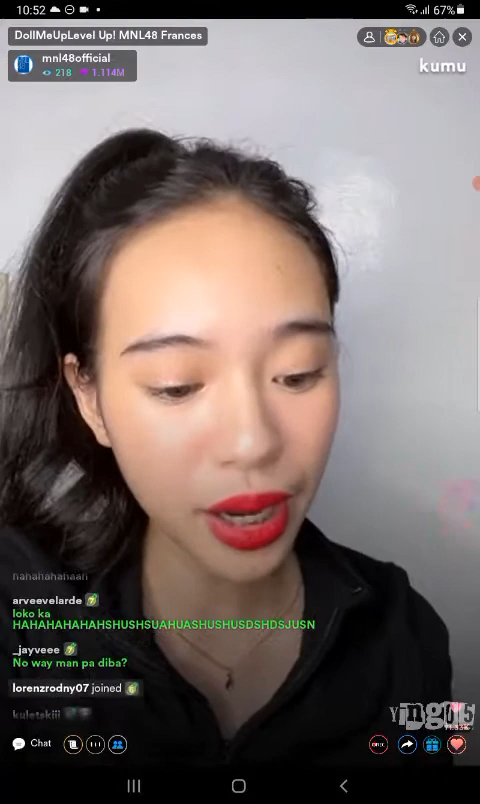 10:52
67%
DollMeUpLevel Up! MNL48 Frances
mnl48official
218 1.114M
kumu
hahahahahaah
arveevelarde
loko ka
HAHAHAHAHAHSHUSHSUAHUASHUSHUSDSHDSJUSN
_jayveee
No way man pa diba?
lorenzrodny07 joined
kuletskiii
Chat